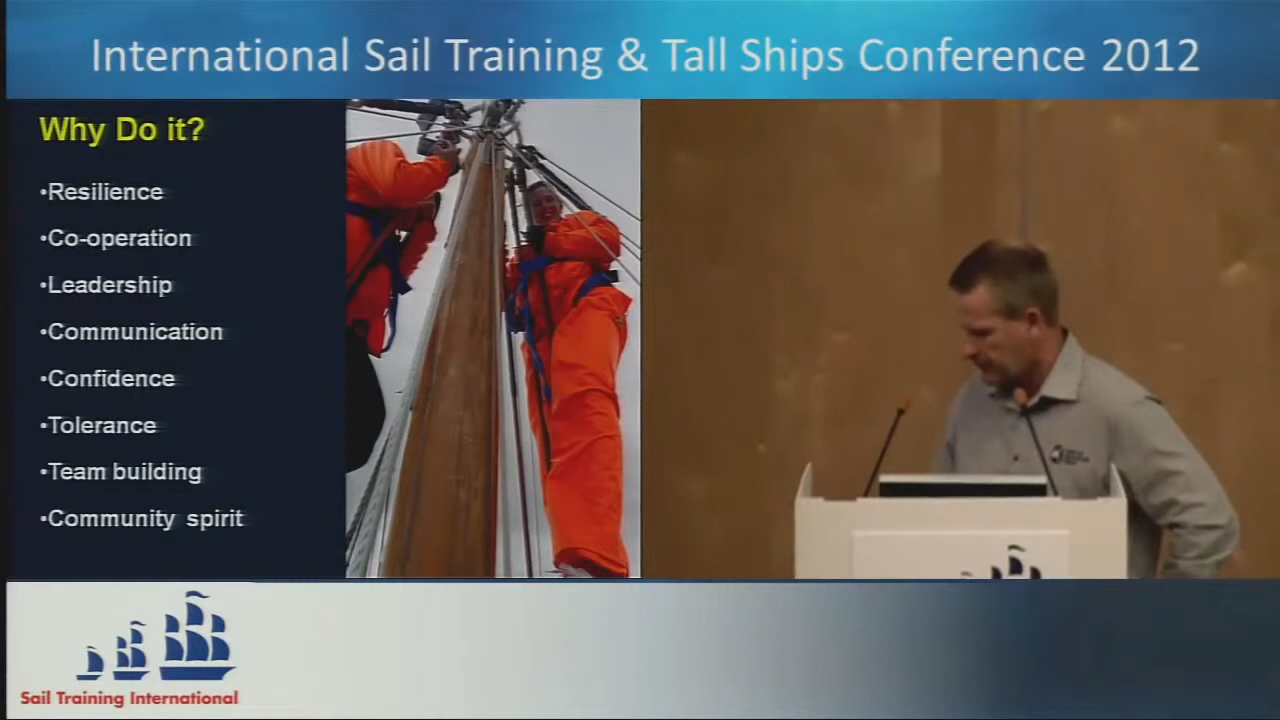 International Sail Training & Tall Ships Conference 2012
Why Do it?
•Resilience
•Co-operation
•Leadership
•Communication
•Confidence
•Tolerance
•Team building
•Community spirit
Sail Training International